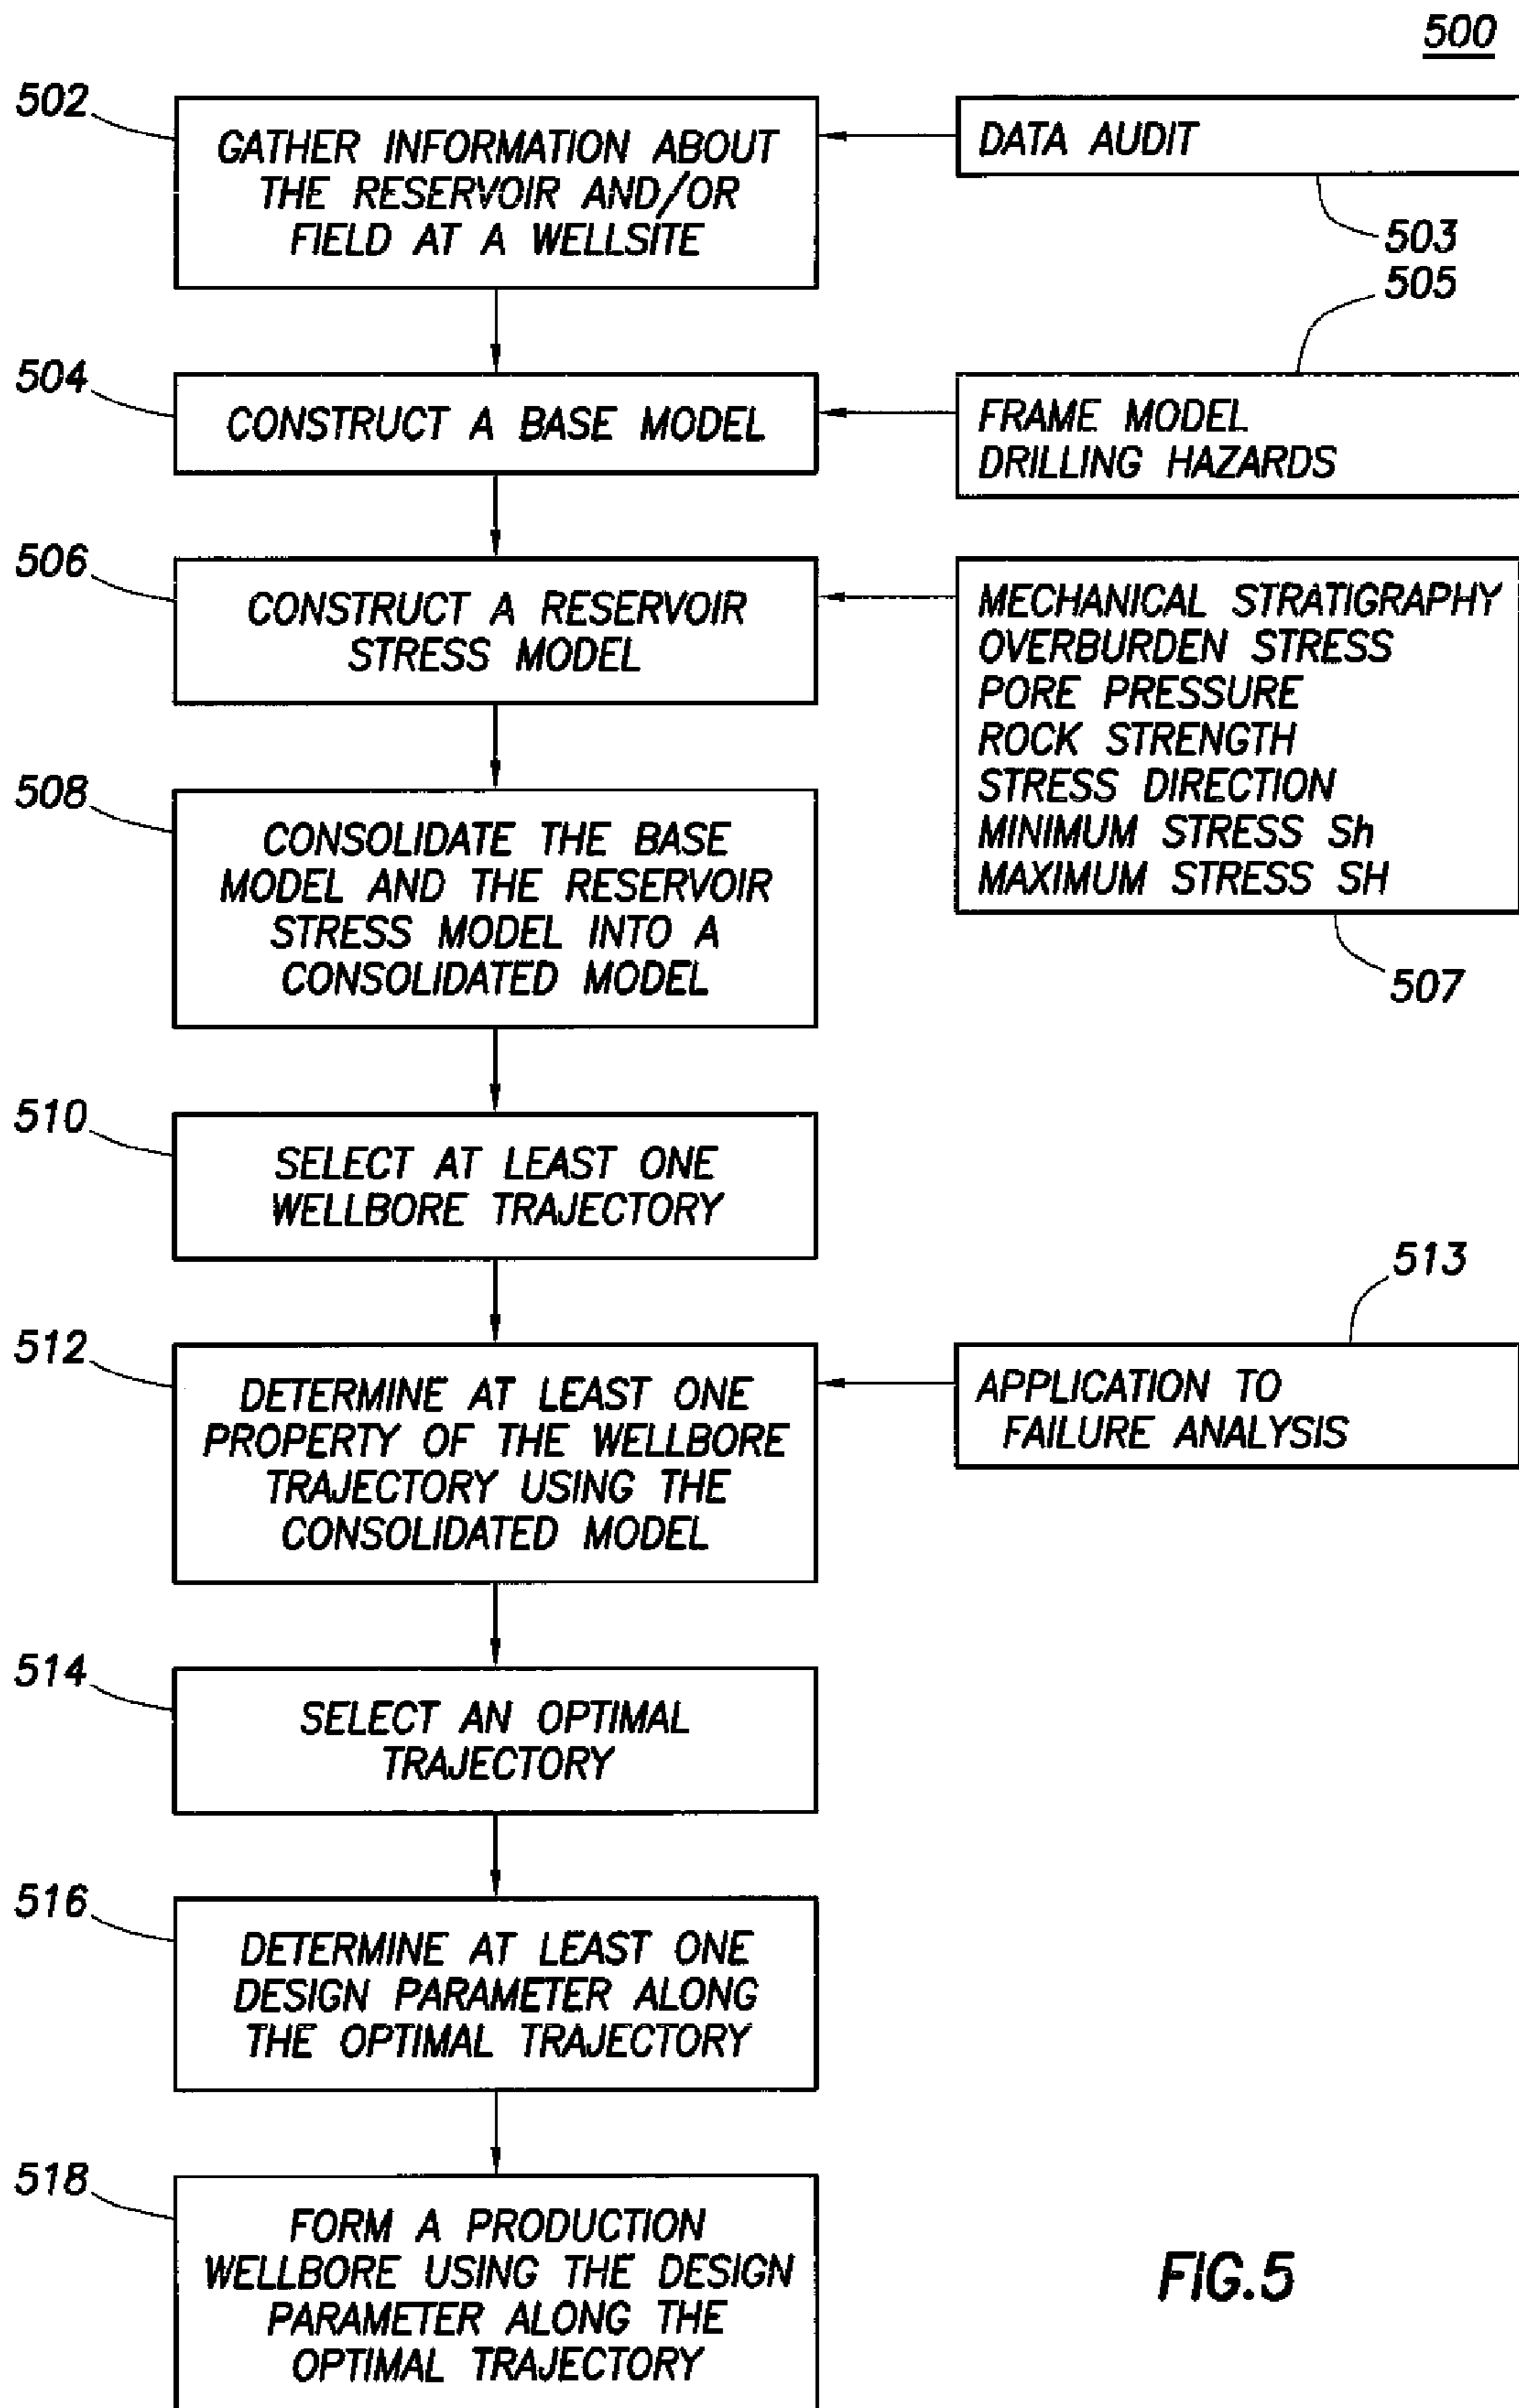 500
502
GATHER INFORMATION ABOUT
THE RESERVOIR AND/OR
FIELD AT A WELLSITE
DATA AUDIT
503
504
CONSTRUCT A BASE MODEL
505
FRAME MODEL
DRILLING HAZARDS
506
CONSTRUCT A RESERVOIR
STRESS MODEL
MECHANICAL STRATIGRAPHY
OVERBURDEN STRESS
PORE PRESSURE
ROCK STRENGTH
STRESS DIRECTION
MINIMUM STRESS Sh
MAXIMUM STRESS SH
507
508
CONSOLIDATE THE BASE
MODEL AND THE RESERVOIR
STRESS MODEL INTO A
CONSOLIDATED MODEL
510
SELECT AT LEAST ONE
WELLBORE TRAJECTORY
512
DETERMINE AT LEAST ONE
PROPERTY OF THE WELLBORE
TRAJECTORY USING THE
CONSOLIDATED MODEL
513
APPLICATION TO
FAILURE ANALYSIS
514
SELECT AN OPTIMAL
TRAJECTORY
516
DETERMINE AT LEAST ONE
DESIGN PARAMETER ALONG
THE OPTIMAL TRAJECTORY
518
FORM A PRODUCTION
WELLBORE USING THE DESIGN
PARAMETER ALONG THE
OPTIMAL TRAJECTORY
FIG.5